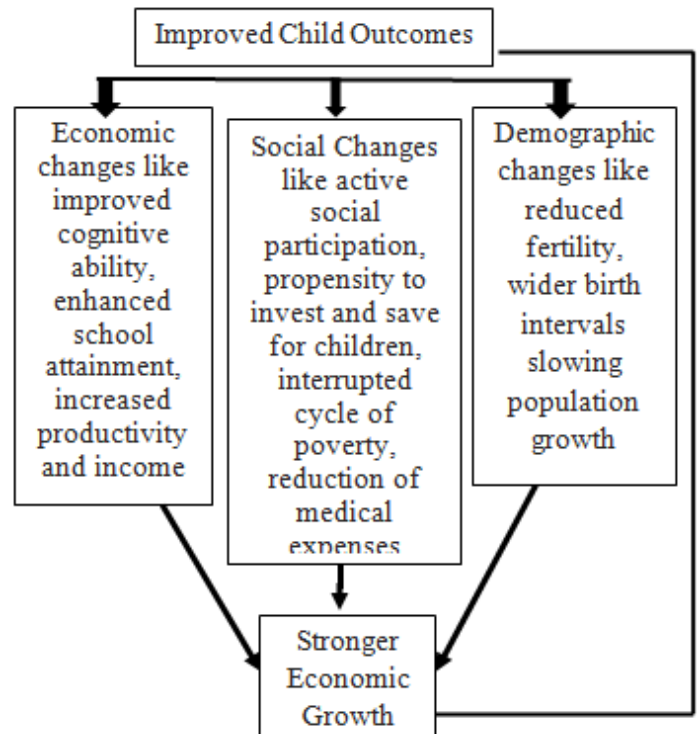 Improved Child Outcomes
Economic
changes like
improved
cognitive
ability,
enhanced
school
attainment,
increased
productivity
and income
Social Changes
like active
social
participation,
propensity to
invest and save
for children,
interrupted
cycle of
poverty,
reduction of
medical
expenses
Demographic
changes like
reduced
fertility,
wider birth
intervals
slowing
population
growth
Stronger
Economic
Growth